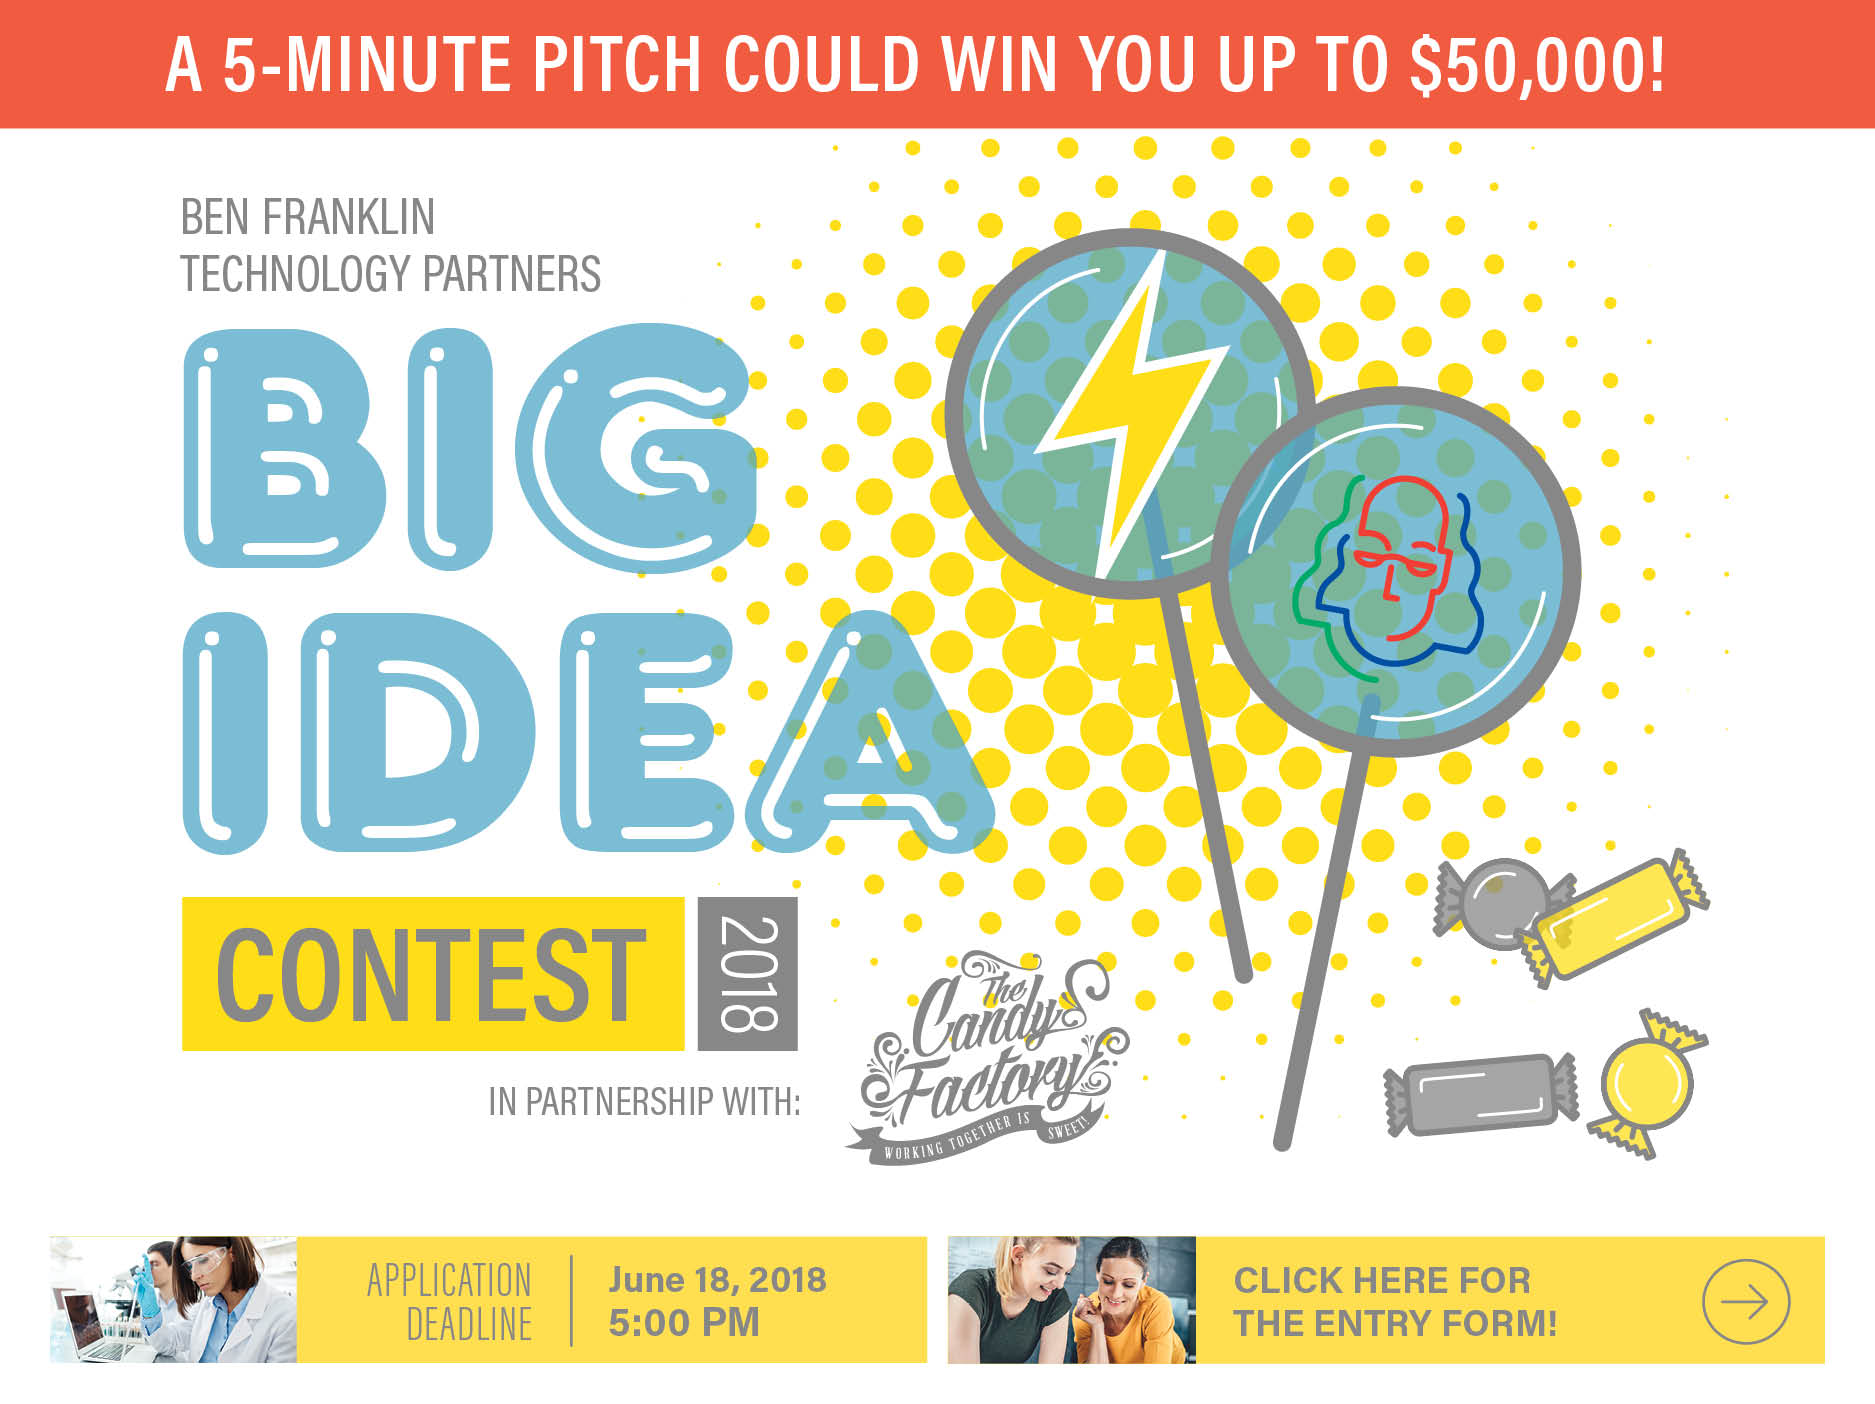 A 5-MINUTE PITCH COULD WIN YOU UP TO $50,000!
BEN FRANKLIN
TECHNOLOGY PARTNERS
BIG
IDEA
CONTEST
2018
IN PARTNERSHIP WITH:
The
Candy
Factory
WORKING TOGETHER IS SWEET!
APPLICATION
DEADLINE
June 18, 2018
5:00 PM
CLICK HERE FOR
THE ENTRY FORM!